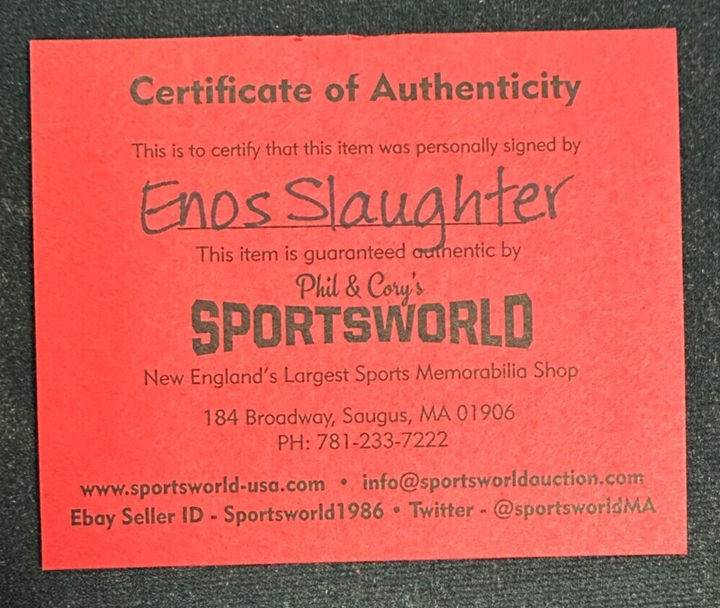 Certificate of Authenticity
This is to certify that this item was personally signed by
Enos Slaughter
This item is guaranteed authentic by
Phil & Cory's
SPORTSWORLD
New England's Largest Sports Memorabilia Shop
184 Broadway, Saugus, MA 01906
PH: 781-233-7222
www.sportsworld-usa.com • info@sportsworldauction.com
Ebay Seller ID - Sportsworld1986 • Twitter - @sportsworldMA